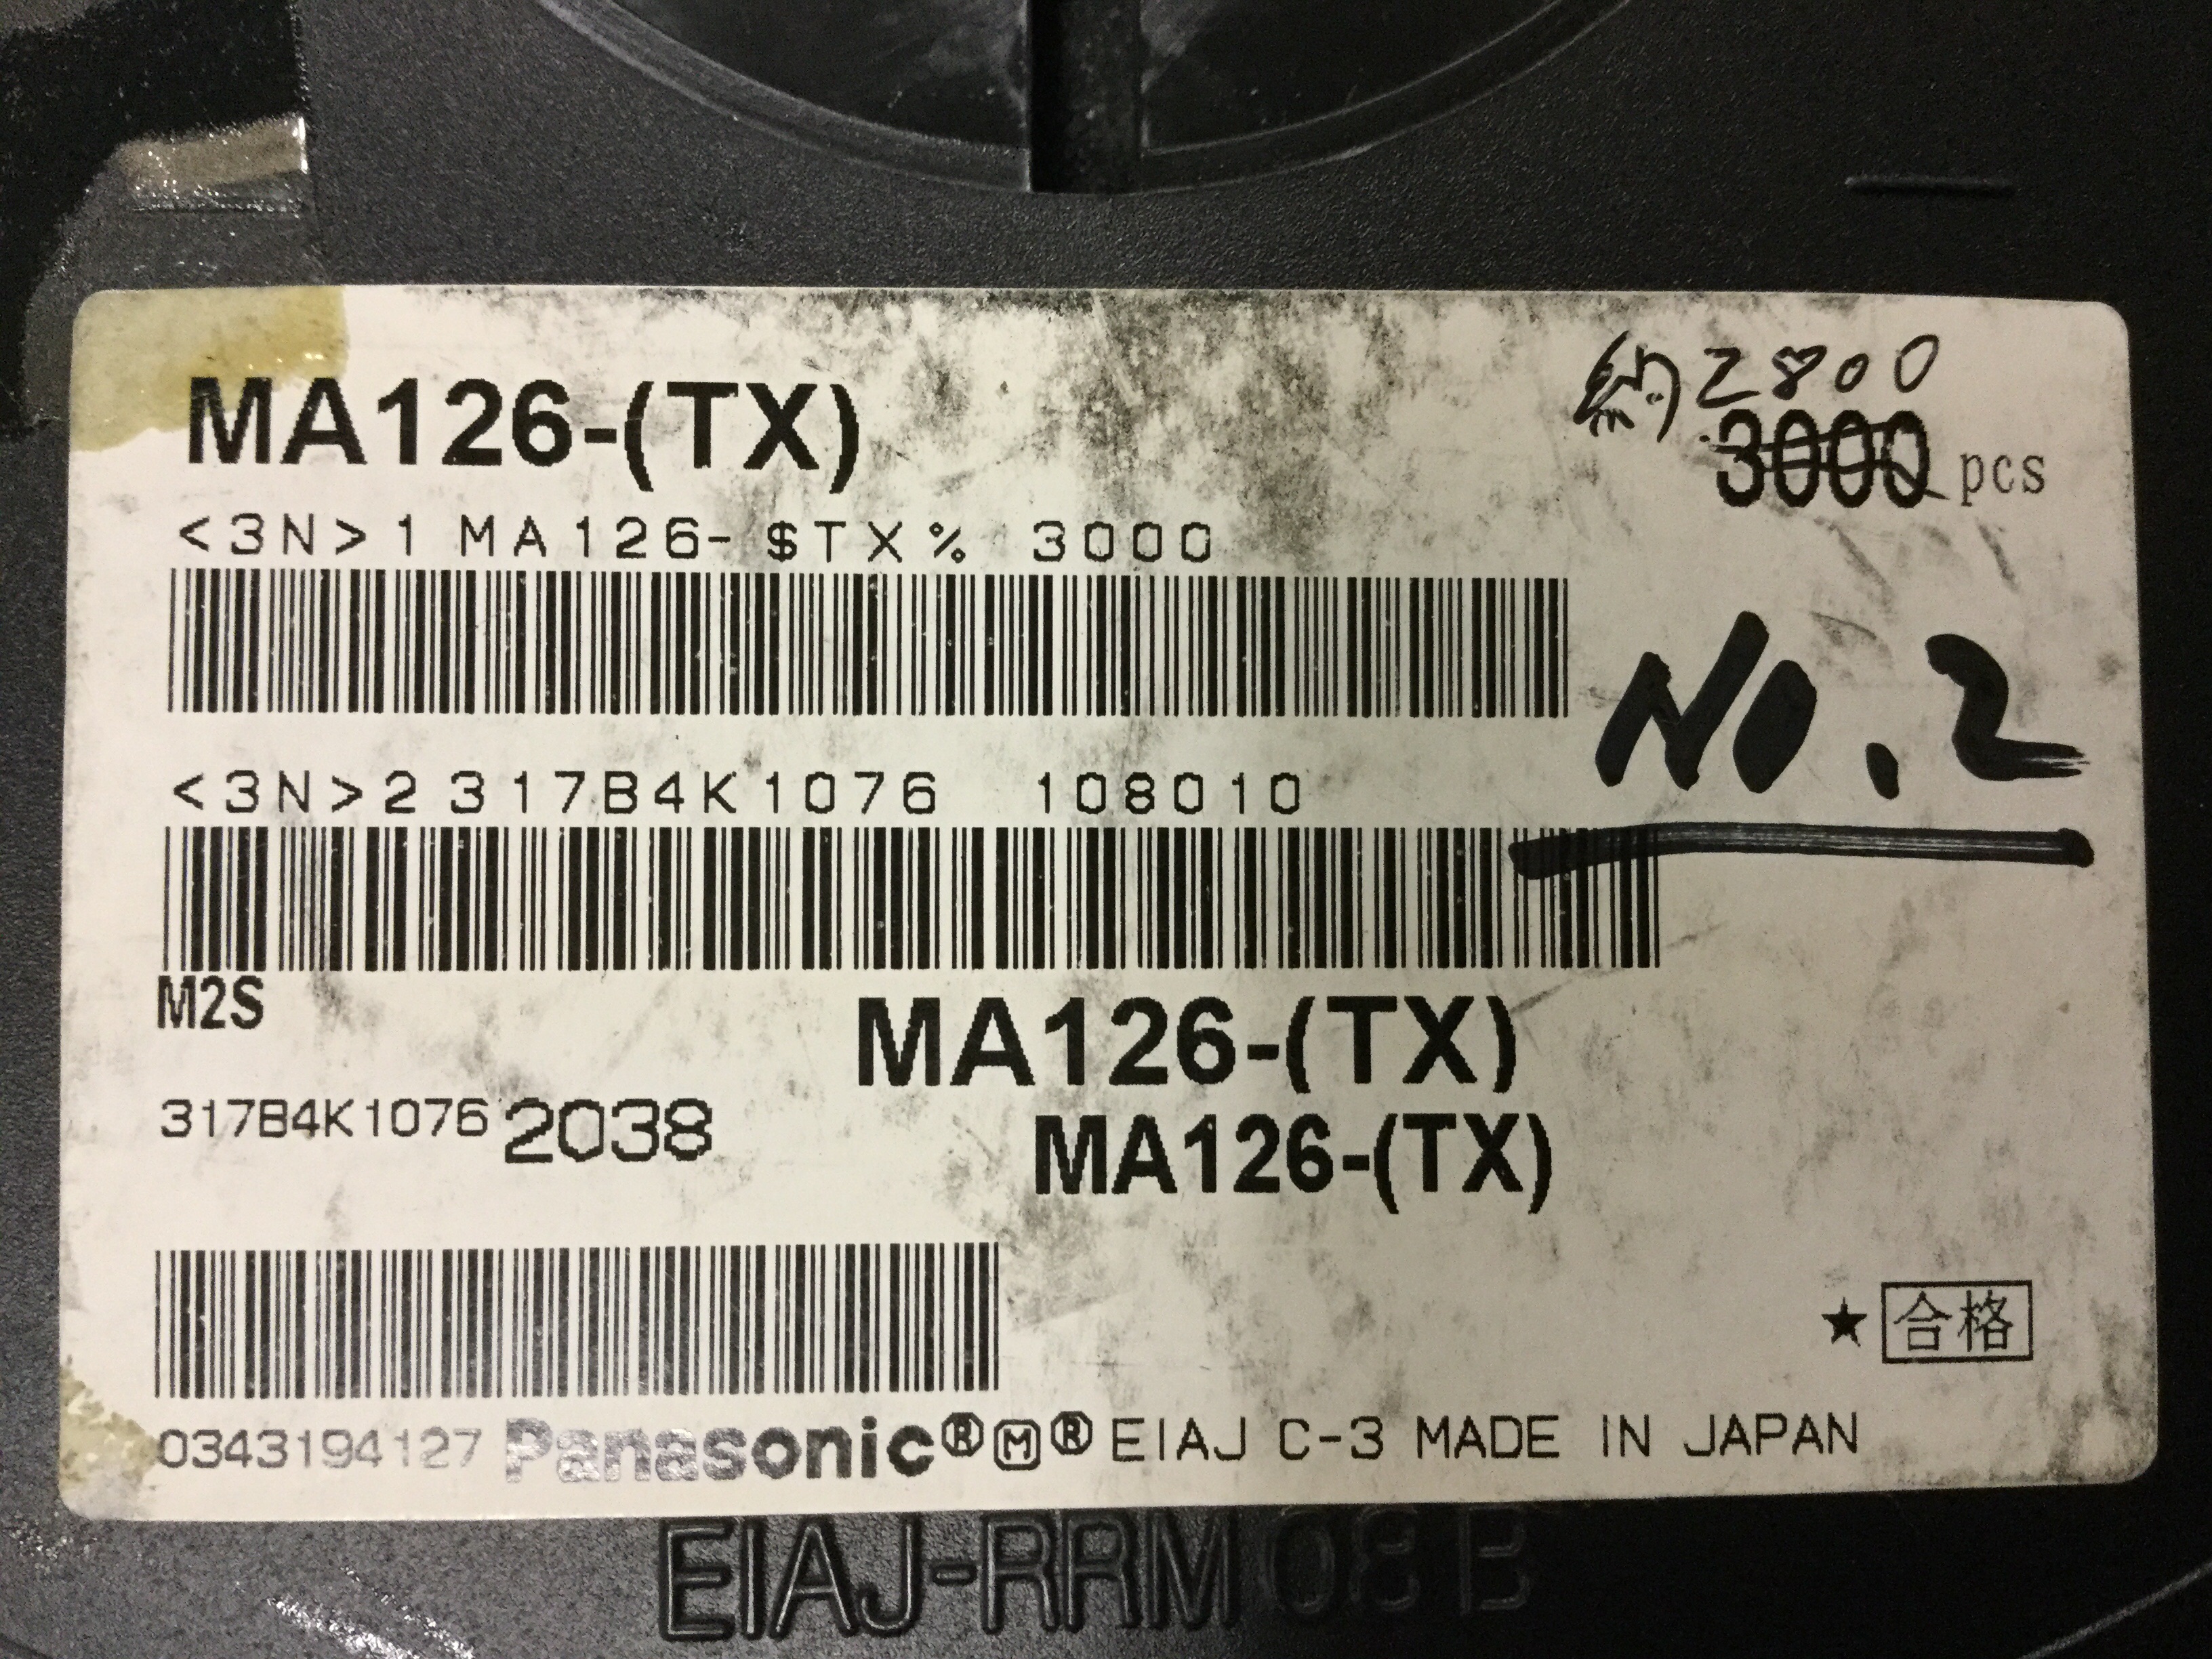 MA126-(TX)
約2800
3000 pcs
<3N>1 MA126-$TX% 3000
NO.2
<3N>2 317B4K1076 108010
M2S
MA126-(TX)
317B4K1076 2038
MA126-(TX)
★ 合格
0343194127 Panasonic®Ⓜ® EIAJ C-3 MADE IN JAPAN
EIAJ-RRM 08 B